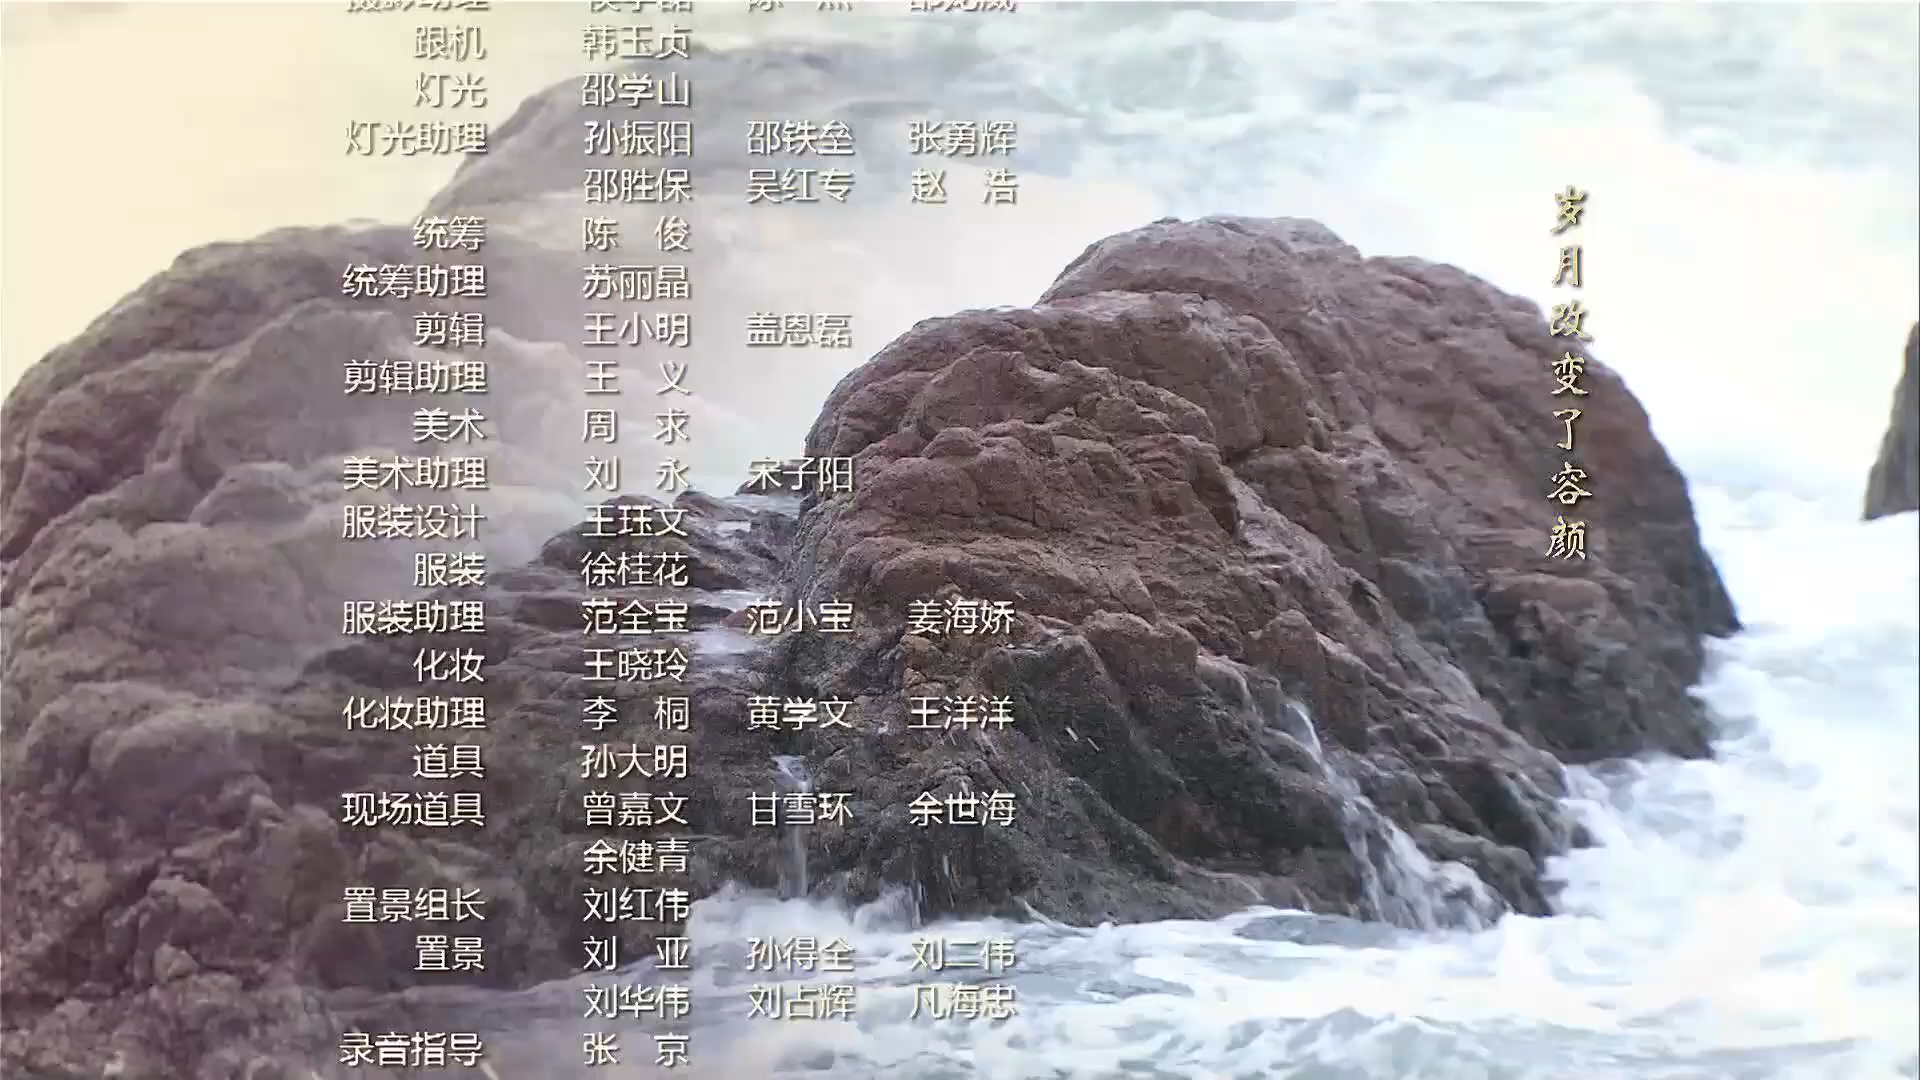 跟机 韩玉贞
灯光 邵学山
灯光助理 孙振阳 邵铁垒 张勇辉
邵胜保 吴红专 赵 浩
统筹 陈 俊
统筹助理 苏丽晶
剪辑 王小明 盖恩磊
剪辑助理 王 义
美术 周 求
美术助理 刘 永 宋子阳
服装设计 王珏文
服装 徐桂花
服装助理 范全宝 范小宝 姜海娇
化妆 王晓玲
化妆助理 李 桐 黄学文 王洋洋
道具 孙大明
现场道具 曾嘉文 甘雪环 余世海
余健青
置景组长 刘红伟
置景 刘 亚 孙得全 刘二伟
刘华伟 刘占辉 凡海忠
录音指导 张 京
岁月改变了容颜